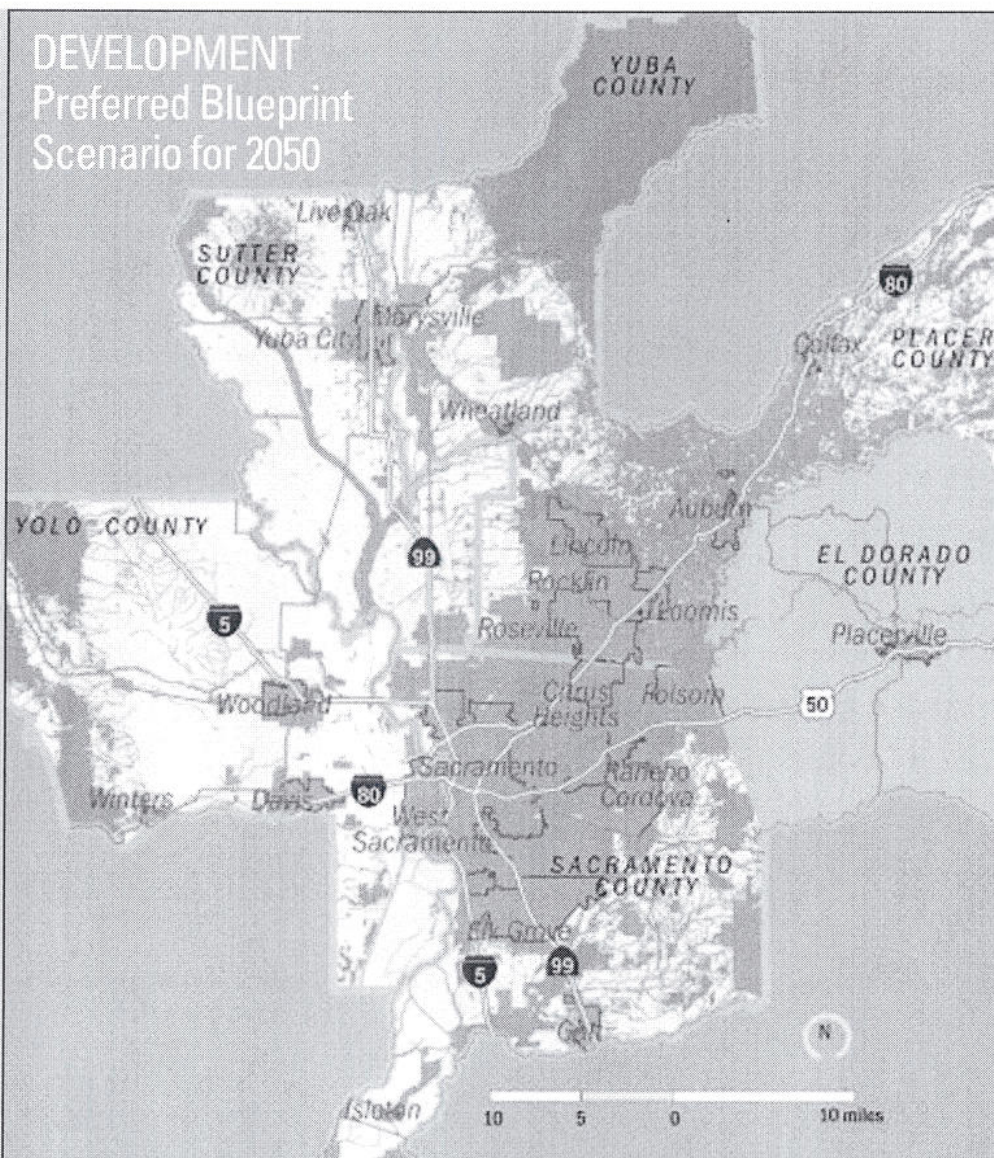 DEVELOPMENT
Preferred Blueprint
Scenario for 2050
YUBA
COUNTY
Live Oak
SUTTER
COUNTY
80
Marysville
Yuba City
PLACER
COUNTY
Colfax
Wheatland
Auburn
YOLO COUNTY
99
Lincoln
EL DORADO
COUNTY
Rocklin
5
Roseville
Loomis
Placerville
Woodland
Citrus
Heights
Folsom
50
Sacramento
Rancho
Cordova
Winters
Davis
80
West
Sacramento
SACRAMENTO
COUNTY
Elk Grove
5
99
Galt
N
Isleton
10 5 0 10 miles